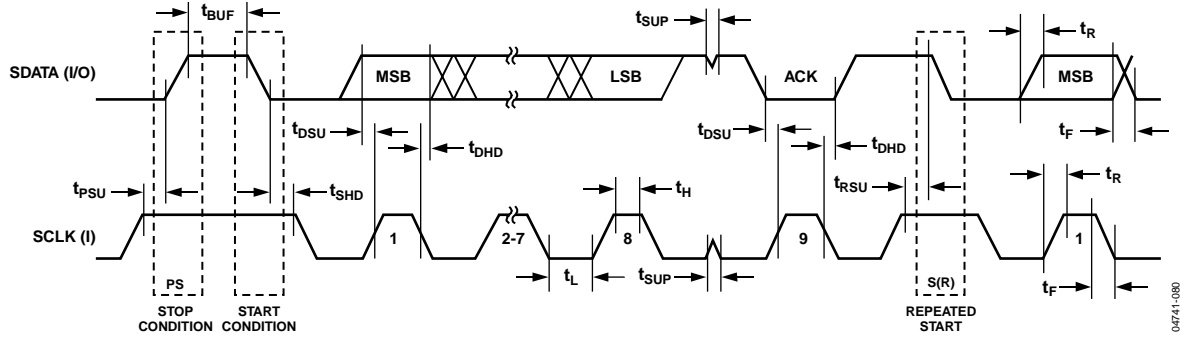 tBUF
tSUP
tR
SDATA (I/O)
MSB
LSB
ACK
MSB
tDSU
tDHD
tDSU
tDHD
tF
tPSU
tSHD
tH
tRSU
tR
SCLK (I)
1
2-7
8
9
1
PS
tL
tSUP
S(R)
tF
STOP
CONDITION
START
CONDITION
REPEATED
START
04741-080